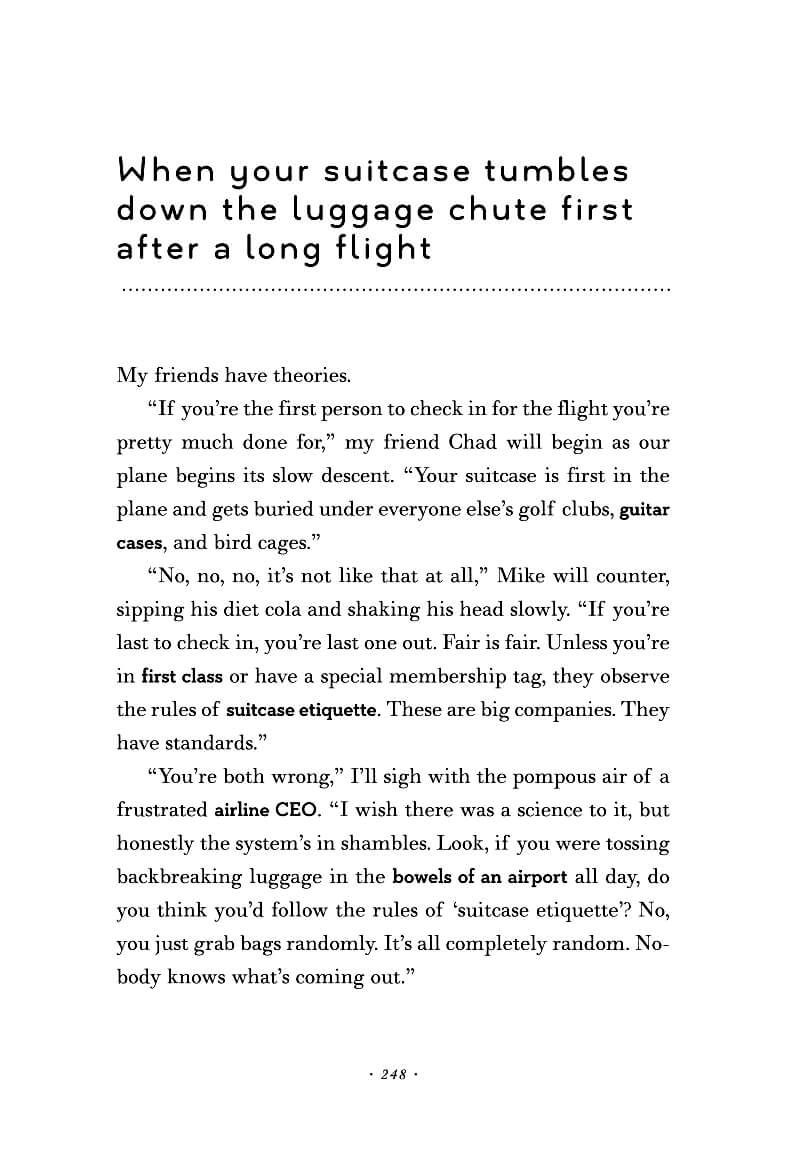 When your suitcase tumbles
down the luggage chute first
after a long flight
My friends have theories.
“If you’re the first person to check in for the flight you’re
pretty much done for,” my friend Chad will begin as our
plane begins its slow descent. “Your suitcase is first in the
plane and gets buried under everyone else’s golf clubs, guitar
cases, and bird cages.”
“No, no, no, it’s not like that at all,” Mike will counter,
sipping his diet cola and shaking his head slowly. “If you’re
last to check in, you’re last one out. Fair is fair. Unless you’re
in first class or have a special membership tag, they observe
the rules of suitcase etiquette. These are big companies. They
have standards.”
“You’re both wrong,” I’ll sigh with the pompous air of a
frustrated airline CEO. “I wish there was a science to it, but
honestly the system’s in shambles. Look, if you were tossing
backbreaking luggage in the bowels of an airport all day, do
you think you’d follow the rules of ‘suitcase etiquette’? No,
you just grab bags randomly. It’s all completely random. No-
body knows what’s coming out.”
· 248 ·